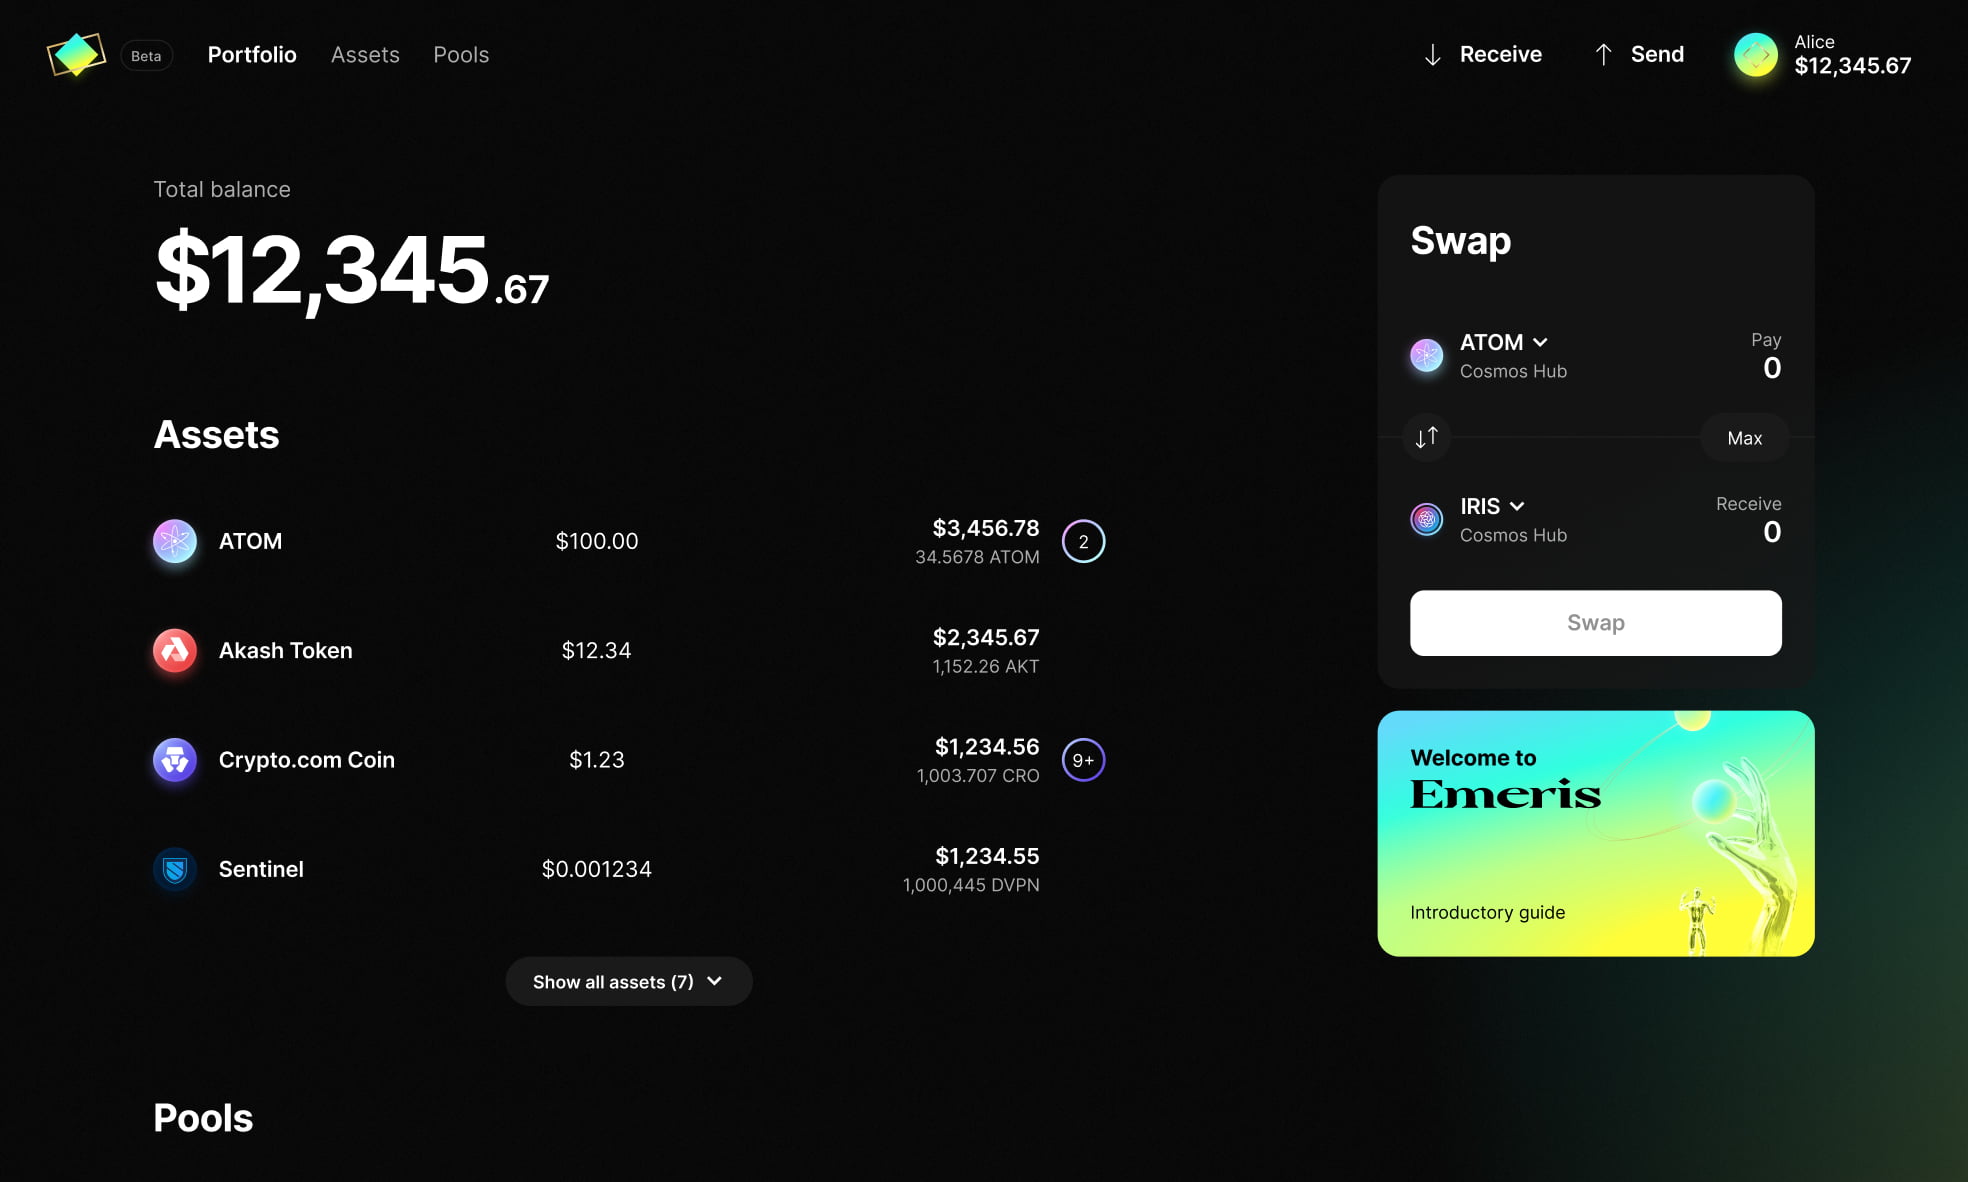 Beta
Portfolio
Assets
Pools
Receive
Send
Alice
$12,345.67
Total balance
$12,345.67
Assets
ATOM
$100.00
$3,456.78
34.5678 ATOM
2
Akash Token
$12.34
$2,345.67
1,152.26 AKT
Crypto.com Coin
$1.23
$1,234.56
1,003.707 CRO
9+
Sentinel
$0.001234
$1,234.55
1,000,445 DVPN
Show all assets (7)
Pools
Swap
ATOM
Pay
Cosmos Hub
0
Max
IRIS
Receive
Cosmos Hub
0
Swap
Welcome to
Emeris
Introductory guide